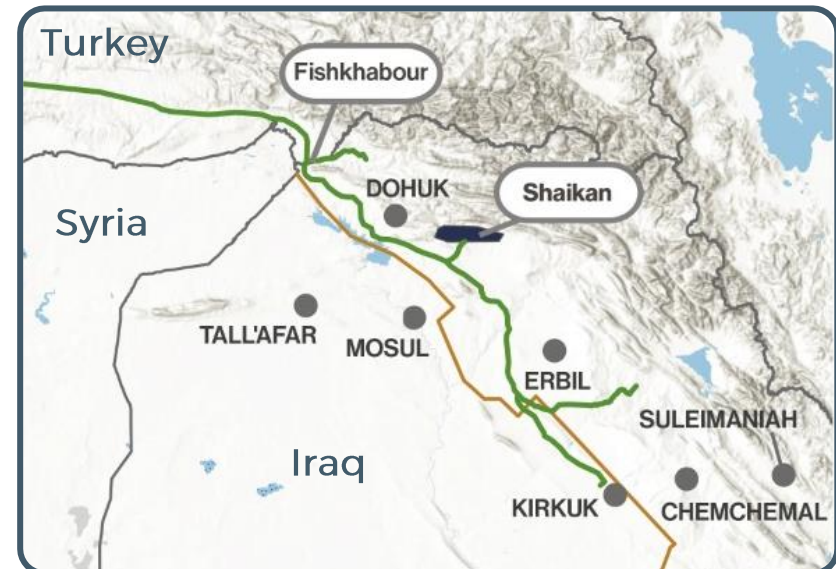 Turkey
Fishkhabour
DOHUK
Shaikan
Syria
TALL'AFAR
MOSUL
ERBIL
SULEIMANIAH
Iraq
KIRKUK
CHEMCHEMAL